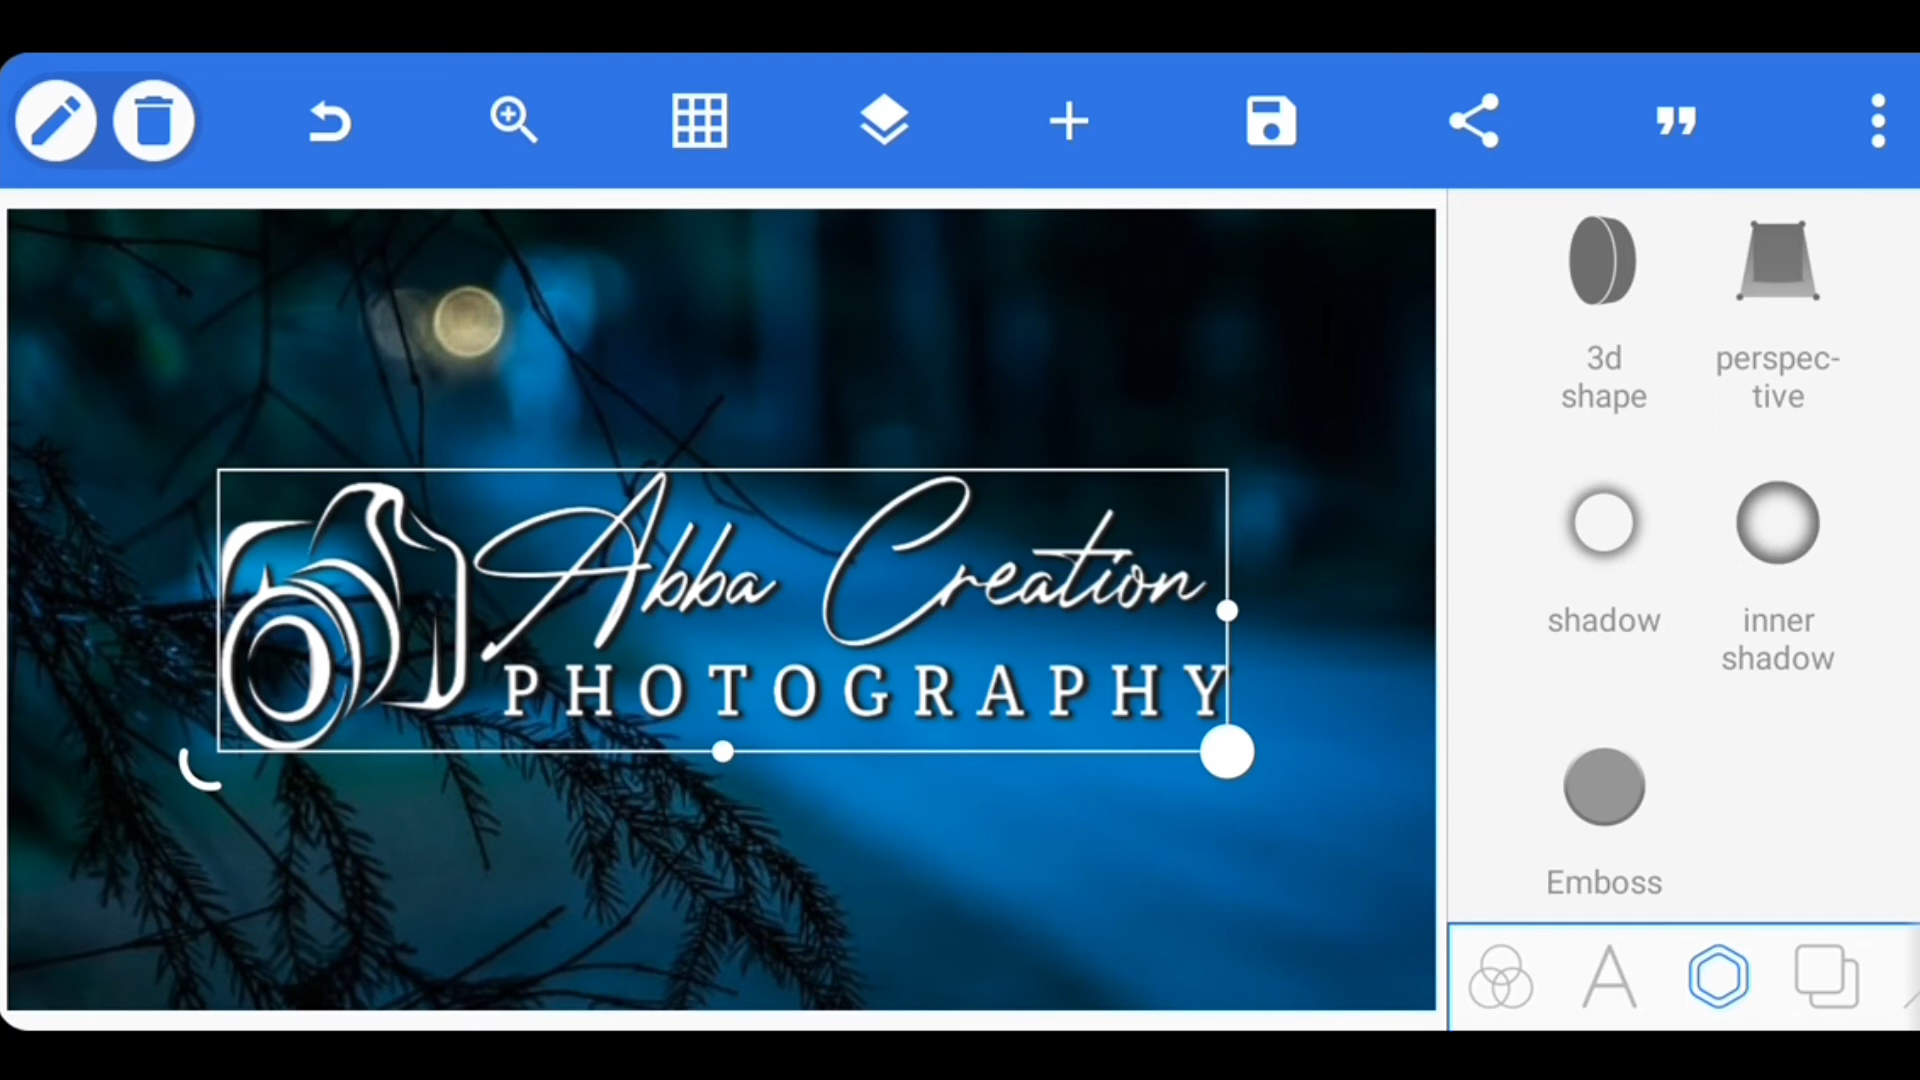 3d
shape
perspec-
tive
Abba Creation
PHOTOGRAPHY
shadow
inner
shadow
Emboss